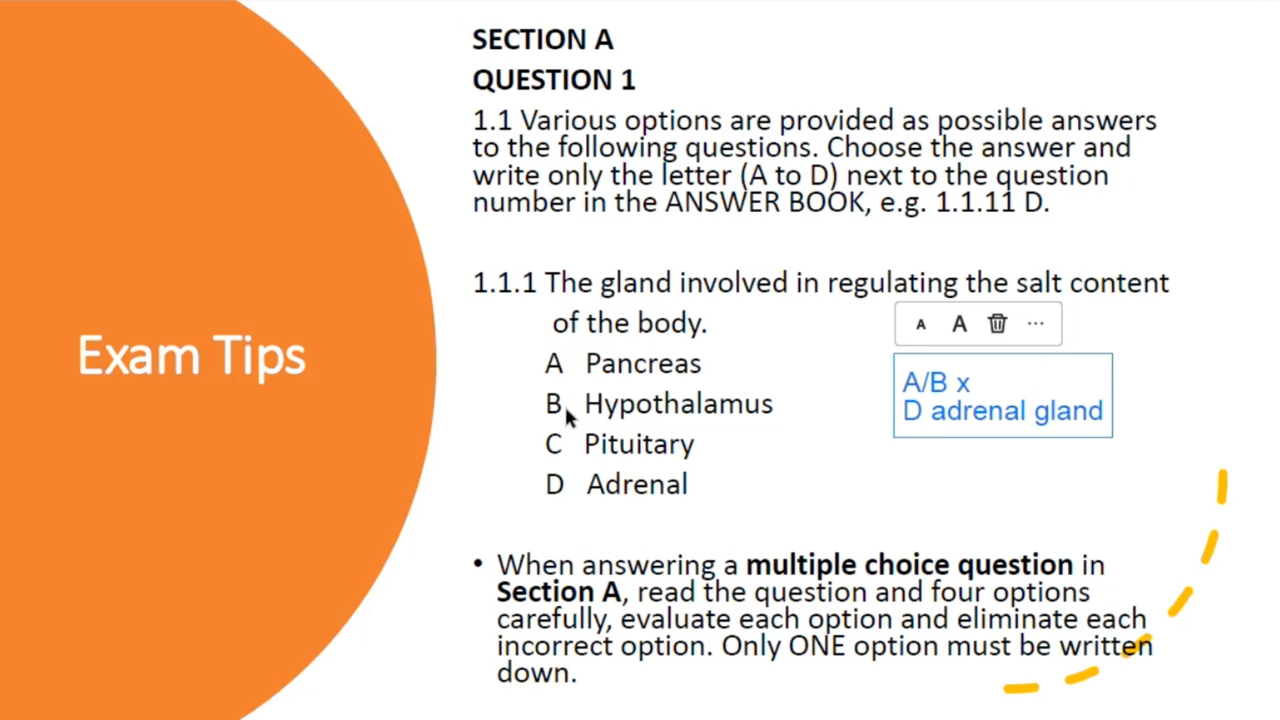 Exam Tips
SECTION A
QUESTION 1
1.1 Various options are provided as possible answers
to the following questions. Choose the answer and
write only the letter (A to D) next to the question
number in the ANSWER BOOK, e.g. 1.1.11 D.
1.1.1 The gland involved in regulating the salt content
of the body.
A Pancreas
B Hypothalamus
C Pituitary
D Adrenal
A A ...
A/B x
D adrenal gland
• When answering a multiple choice question in
Section A, read the question and four options
carefully, evaluate each option and eliminate each
incorrect option. Only ONE option must be written
down.